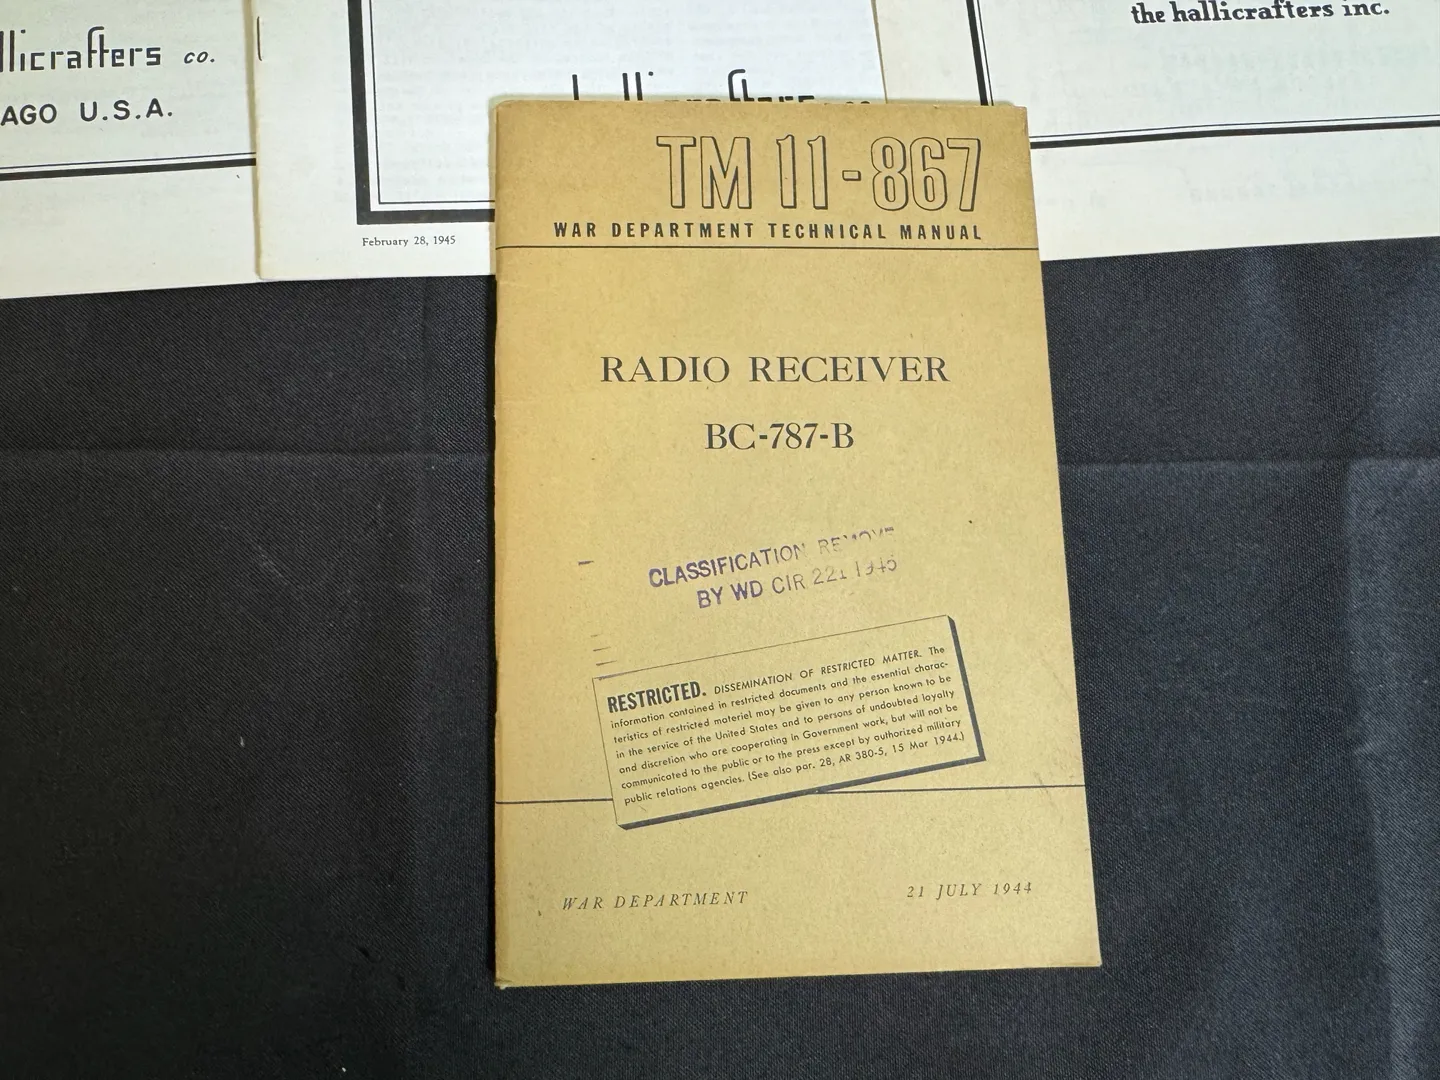 llicrafters co.
AGO U.S.A.
February 28, 1945
the hallicrafters inc.
TM 11-867
WAR DEPARTMENT TECHNICAL MANUAL
RADIO RECEIVER
BC-787-B
CLASSIFICATION REMOVE
BY WD CIR 221 1945
RESTRICTED. DISSEMINATION OF RESTRICTED MATTER. The
information contained in restricted documents and the essential charac-
teristics of restricted materiel may be given to any person known to be
in the service of the United States and to persons of undoubted loyalty
and discretion who are cooperating in Government work, but will not be
communicated to the public or to the press except by authorized military
public relations agencies. (See also par. 28, AR 380-5, 15 Mar 1944.)
WAR DEPARTMENT
21 JULY 1944